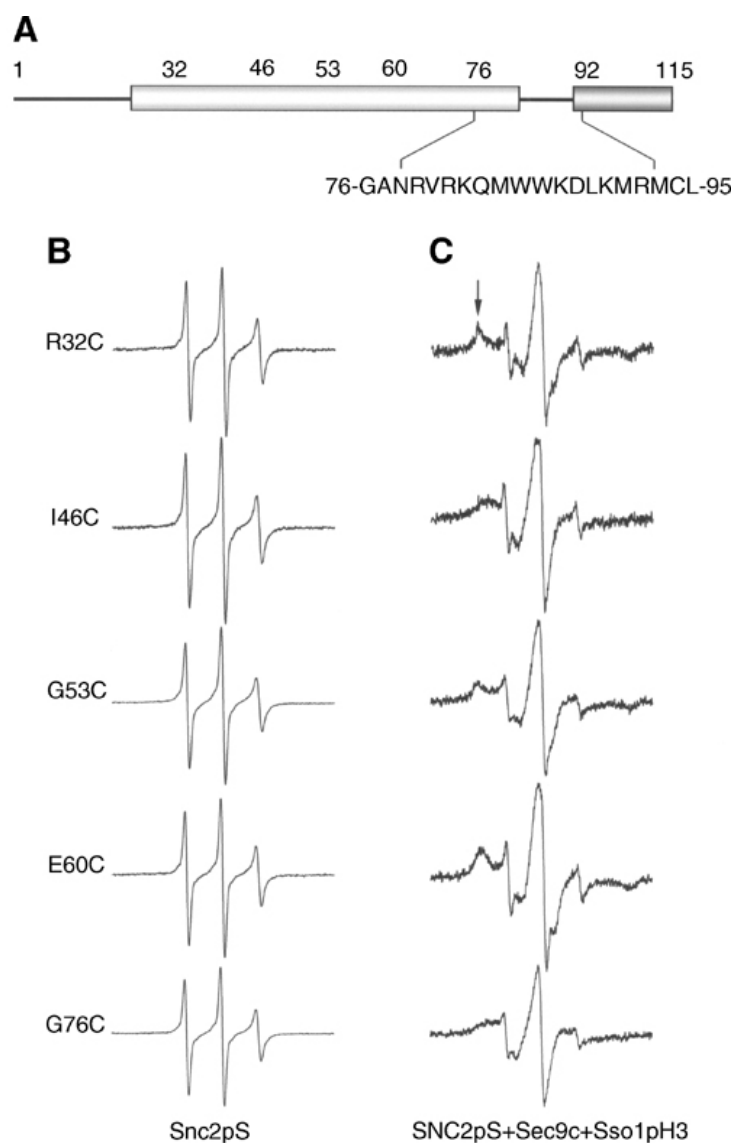 A
1 32 46 53 60 76 92 115
76-GANRVRKQMWWKDLKMRMCL-95
B C
R32C
I46C
G53C
E60C
G76C
Snc2pS SNC2pS+Sec9c+Sso1pH3